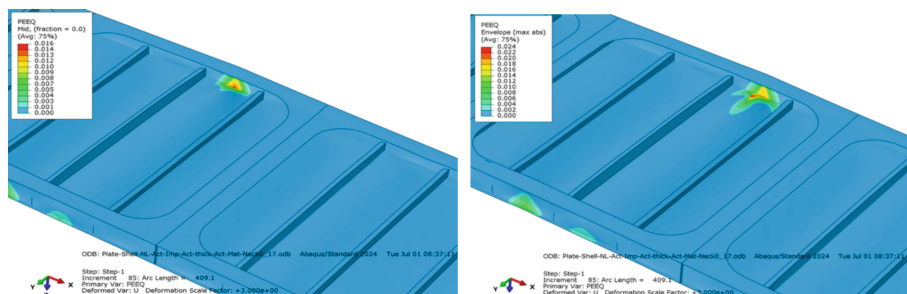 PEEQ
Mid, (fraction = 0.0)
(Avg: 75%)
0.016
0.014
0.013
0.012
0.010
0.009
0.008
0.007
0.005
0.004
0.003
0.001
0.000
ODB: Plate-Shell-NL-Act-Imp-Act-thick-Act-Mat-Neck0_17.odb Abaqus/Standard 2024 Tue Jul 01 08:37:11
Step: Step-1
Increment 85: Arc Length = 409.1
Primary Var: PEEQ
Deformed Var: U Deformation Scale Factor: +3.000e+00
Y
X
Z
PEEQ
Envelope (max abs)
(Avg: 75%)
0.024
0.022
0.020
0.018
0.016
0.014
0.012
0.010
0.008
0.006
0.004
0.002
0.000
ODB: Plate-Shell-NL-Act-Imp-Act-thick-Act-Mat-Neck0_17.odb Abaqus/Standard 2024 Tue Jul 01 08:37:11
Step: Step-1
Increment 85: Arc Length = 409.1
Primary Var: PEEQ
Deformed Var: U Deformation Scale Factor: +3.000e+00
Y
X
Z